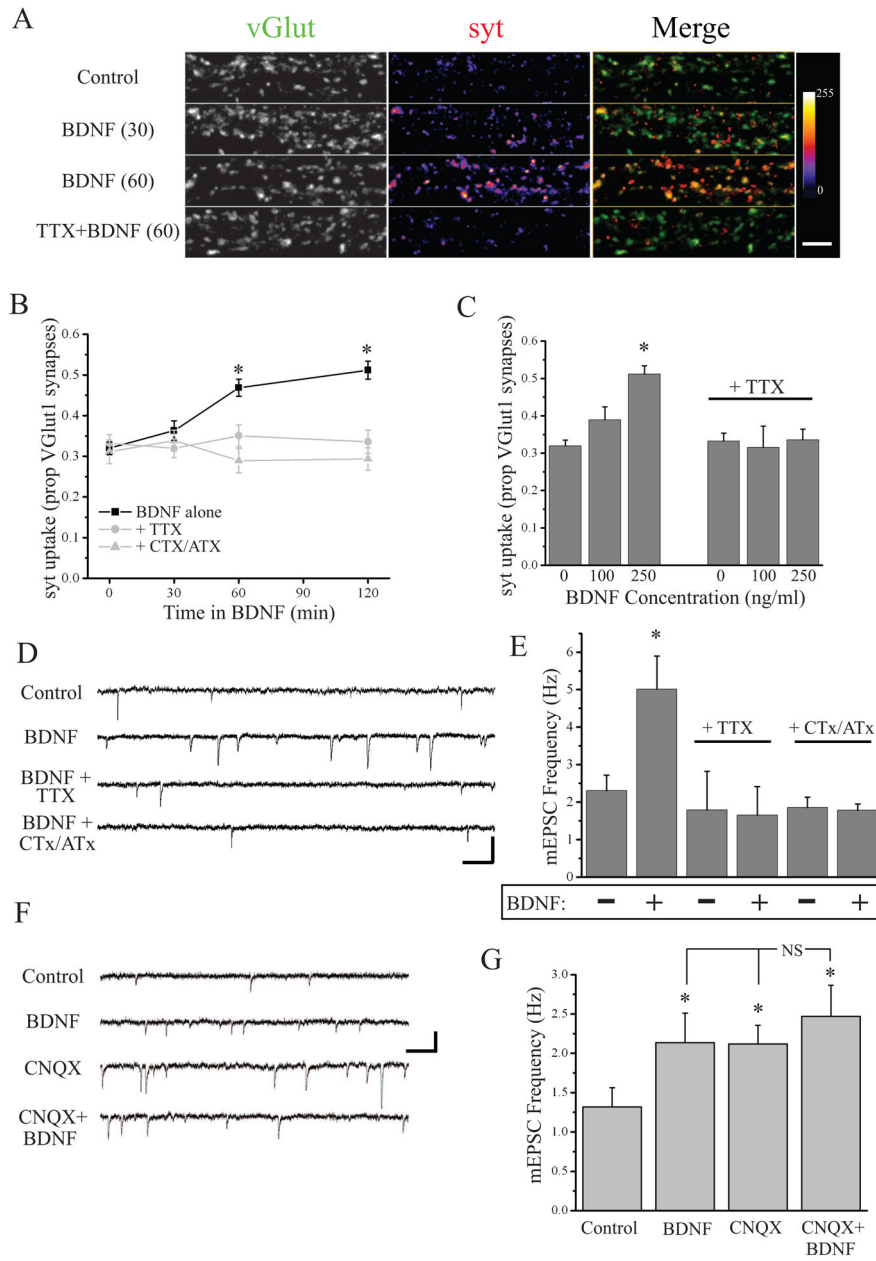 A
vGlut syt Merge
Control
BDNF (30)
BDNF (60)
TTX+BDNF (60)
255
0
B
syt uptake (prop VGlut1 synapses)
0.6
0.5
0.4
0.3
0.2
0.1
0.0
*
*
BDNF alone
+ TTX
+ CTX/ATX
0 30 60 90 120
Time in BDNF (min)
C
syt uptake (prop VGlut1 synapses)
0.6
0.5
0.4
0.3
0.2
0.1
0.0
*
+ TTX
0 100 250 0 100 250
BDNF Concentration (ng/ml)
D
Control
BDNF
BDNF +
TTX
BDNF +
CTx/ATx
E
mEPSC Frequency (Hz)
6
5
4
3
2
1
0
*
+ TTX
+ CTx/ATx
BDNF: - + - + - +
F
Control
BDNF
CNQX
CNQX+
BDNF
G
mEPSC Frequency (Hz)
3.0
2.5
2.0
1.5
1.0
0.5
0.0
NS
* * *
Control BDNF CNQX CNQX+
BDNF